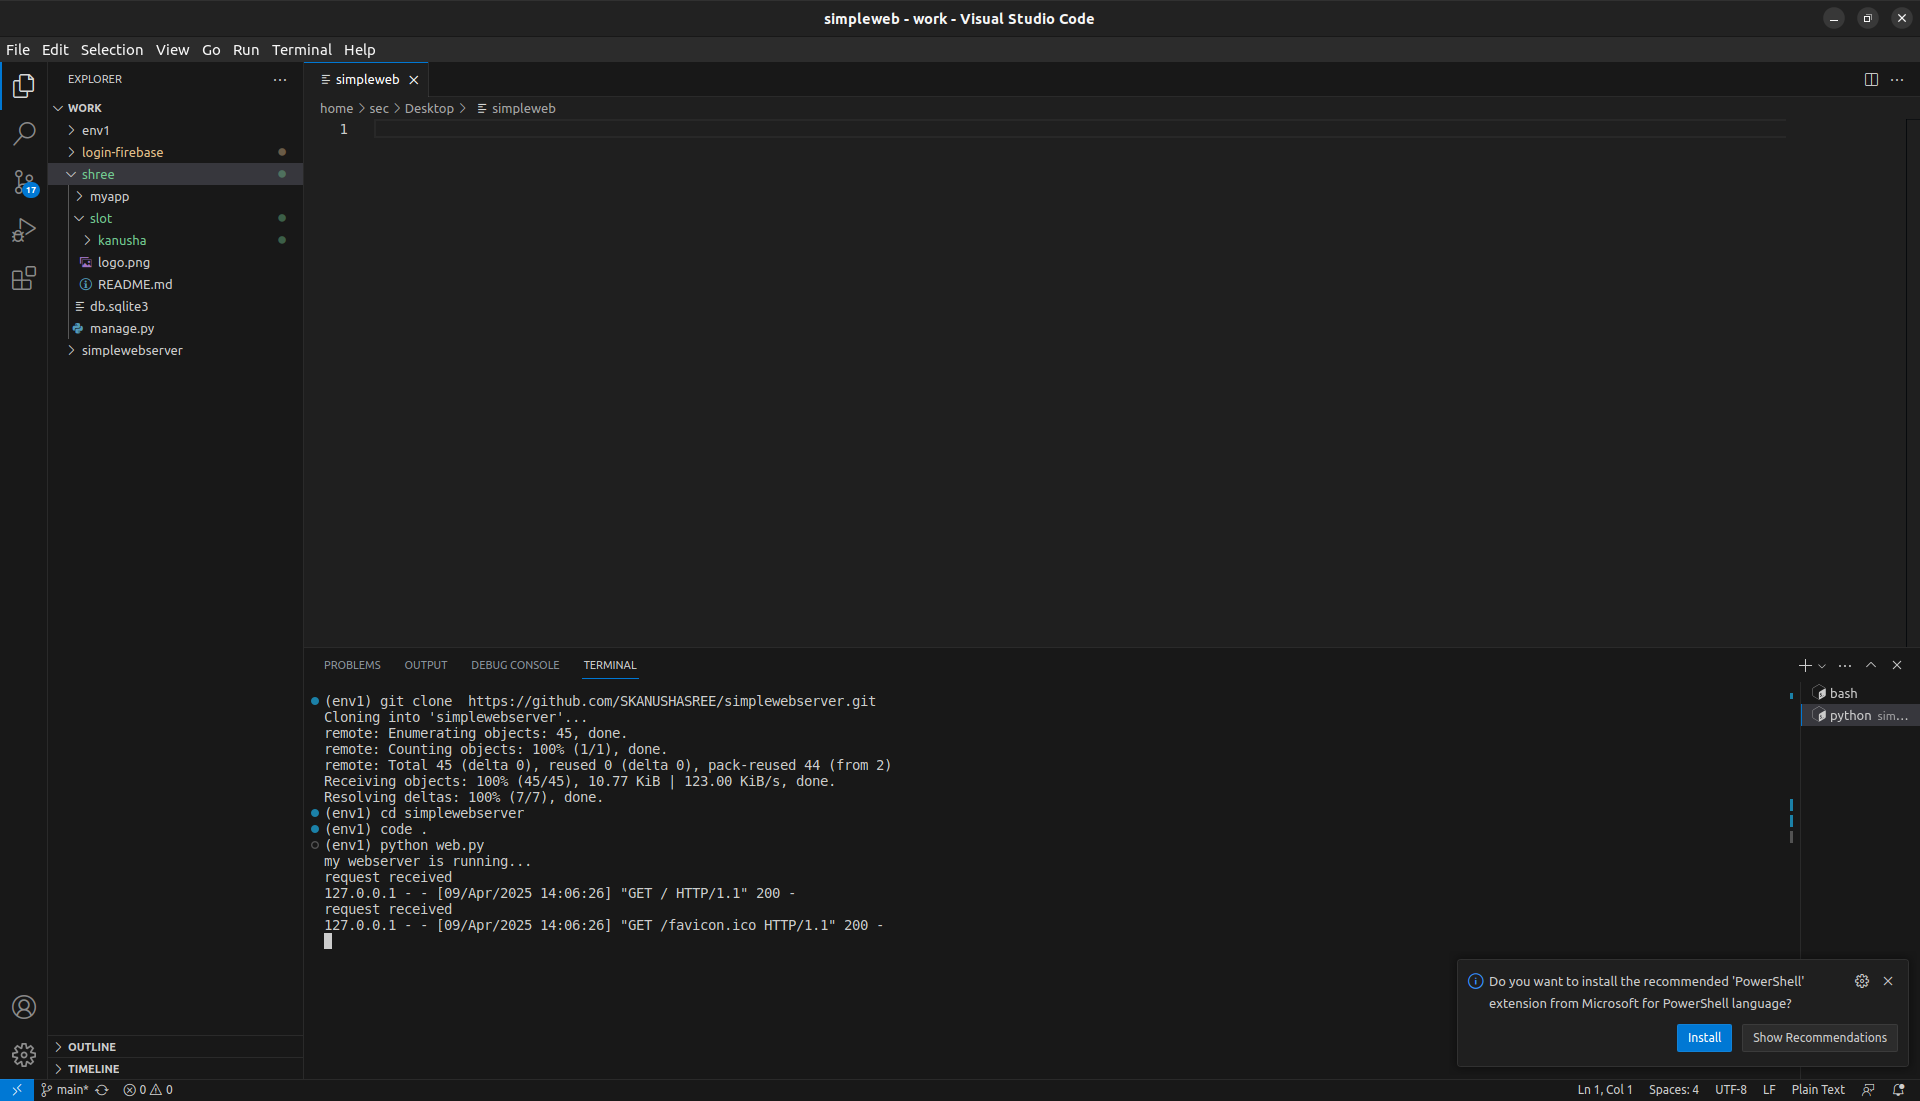 simpleweb - work - Visual Studio Code
File Edit Selection View Go Run Terminal Help
EXPLORER
WORK
env1
login-firebase
shree
myapp
slot
kanusha
logo.png
README.md
db.sqlite3
manage.py
simplewebserver
OUTLINE
TIMELINE
17
simpleweb
home > sec > Desktop > simpleweb
1
PROBLEMS OUTPUT DEBUG CONSOLE TERMINAL
(env1) git clone  https://github.com/SKANUSHASREE/simplewebserver.git
Cloning into 'simplewebserver'...
remote: Enumerating objects: 45, done.
remote: Counting objects: 100% (1/1), done.
remote: Total 45 (delta 0), reused 0 (delta 0), pack-reused 44 (from 2)
Receiving objects: 100% (45/45), 10.77 KiB | 123.00 KiB/s, done.
Resolving deltas: 100% (7/7), done.
(env1) cd simplewebserver
(env1) code .
(env1) python web.py
my webserver is running...
request received
127.0.0.1 - - [09/Apr/2025 14:06:26] "GET / HTTP/1.1" 200 -
request received
127.0.0.1 - - [09/Apr/2025 14:06:26] "GET /favicon.ico HTTP/1.1" 200 -
bash
python sim...
Do you want to install the recommended 'PowerShell'
extension from Microsoft for PowerShell language?
Install Show Recommendations
main* 0 0 Ln 1, Col 1 Spaces: 4 UTF-8 LF Plain Text